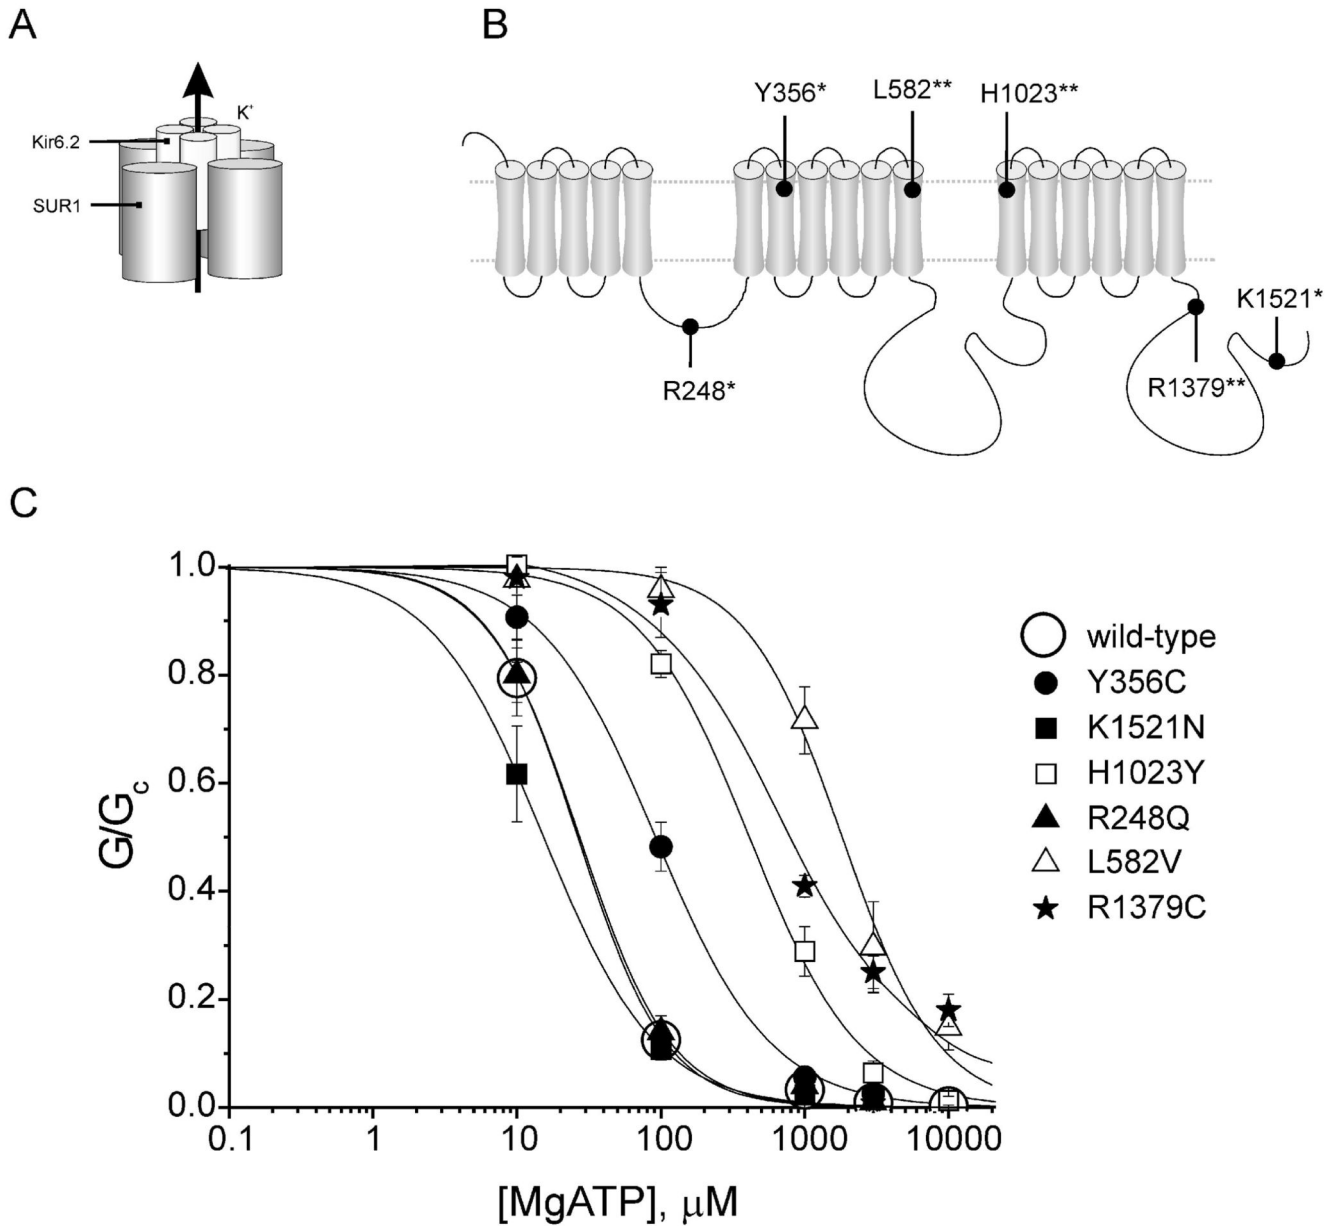 A
B
K+
Kir6.2
SUR1
Y356*
L582**
H1023**
R248*
K1521*
R1379**
C
1.0
0.8
0.6
0.4
0.2
0.0
G/Gc
0.1 1 10 100 1000 10000
[MgATP], μM
wild-type
Y356C
K1521N
H1023Y
R248Q
L582V
R1379C